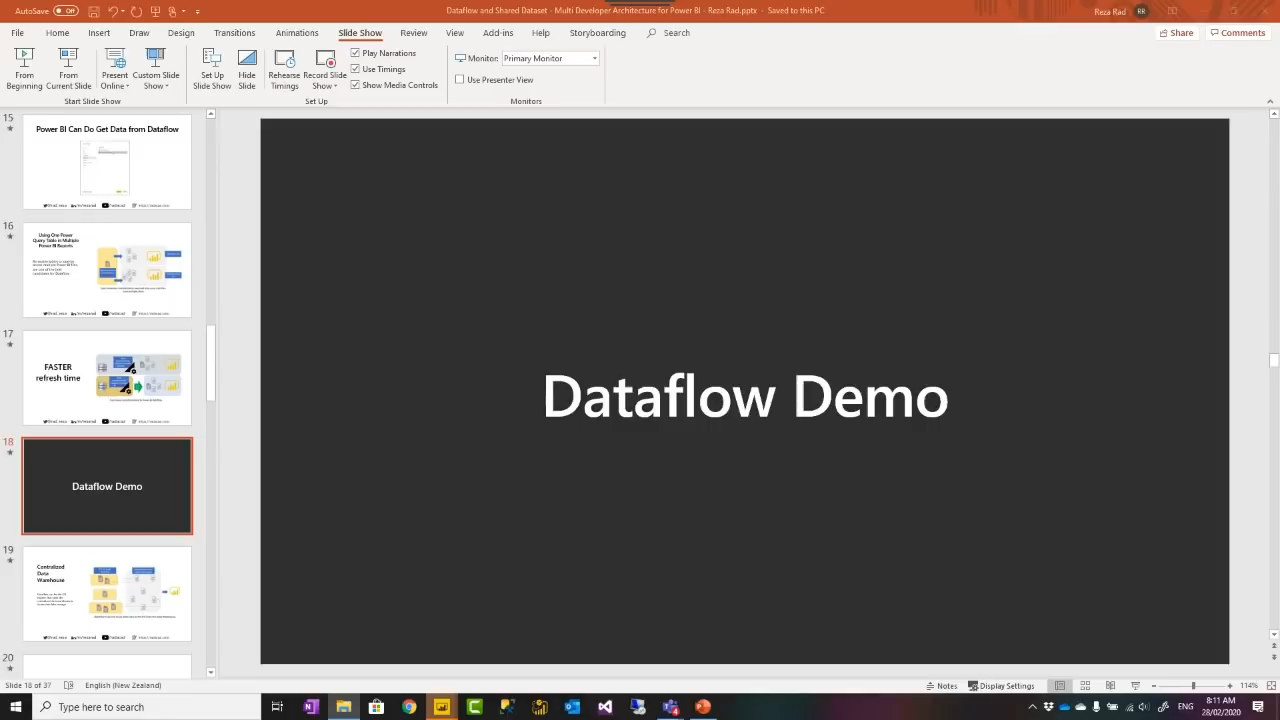 AutoSave Off
Dataflow and Shared Dataset - Multi Developer Architecture for Power BI - Reza Rad.pptx - Saved to this PC
Reza Rad RR
File Home Insert Draw Design Transitions Animations Slide Show Review View Add-ins Help Storyboarding Search Share Comments
From Beginning
From Current Slide
Present Online
Custom Slide Show
Start Slide Show
Set Up Slide Show
Hide Slide
Rehearse Timings
Record Slide Show
Play Narrations
Use Timings
Show Media Controls
Set Up
Monitor: Primary Monitor
Use Presenter View
Monitors
15
Power BI Can Do Get Data from Dataflow
16
Using One Power
Query Table in Multiple
Power BI Reports
17
FASTER
refresh time
18
Dataflow Demo
19
Centralized
Data
Warehouse
20
Dataflow Demo
Slide 18 of 37 English (New Zealand)
Notes Display Settings 114%
Type here to search
ENG
8:11 AM
28/02/2020